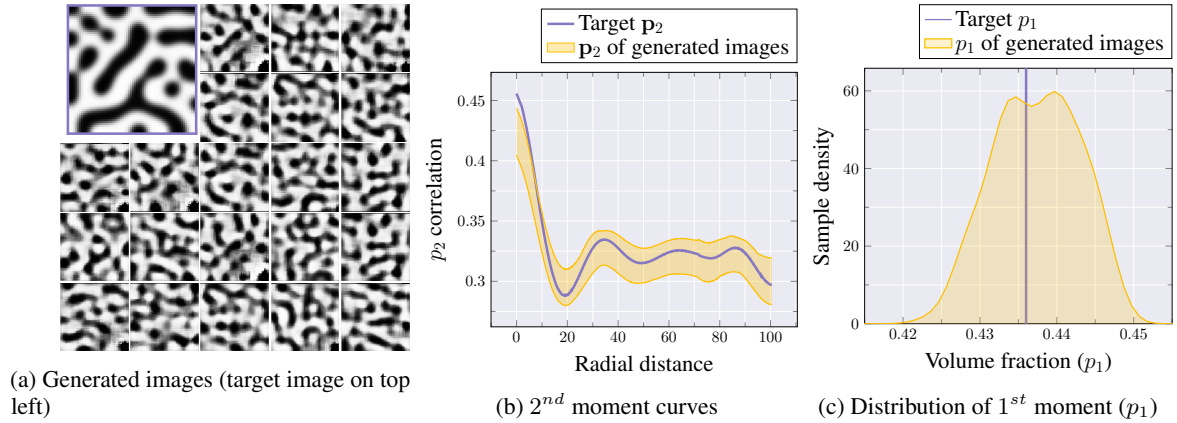 Target p₂
p₂ of generated images
0.45
0.4
0.35
0.3
p₂ correlation
0 20 40 60 80 100
Radial distance
Target p₁
p₁ of generated images
60
40
20
0
Sample density
0.42 0.43 0.44 0.45
Volume fraction (p₁)
(a) Generated images (target image on top
left)
(b) 2ⁿᵈ moment curves
(c) Distribution of 1ˢᵗ moment (p₁)